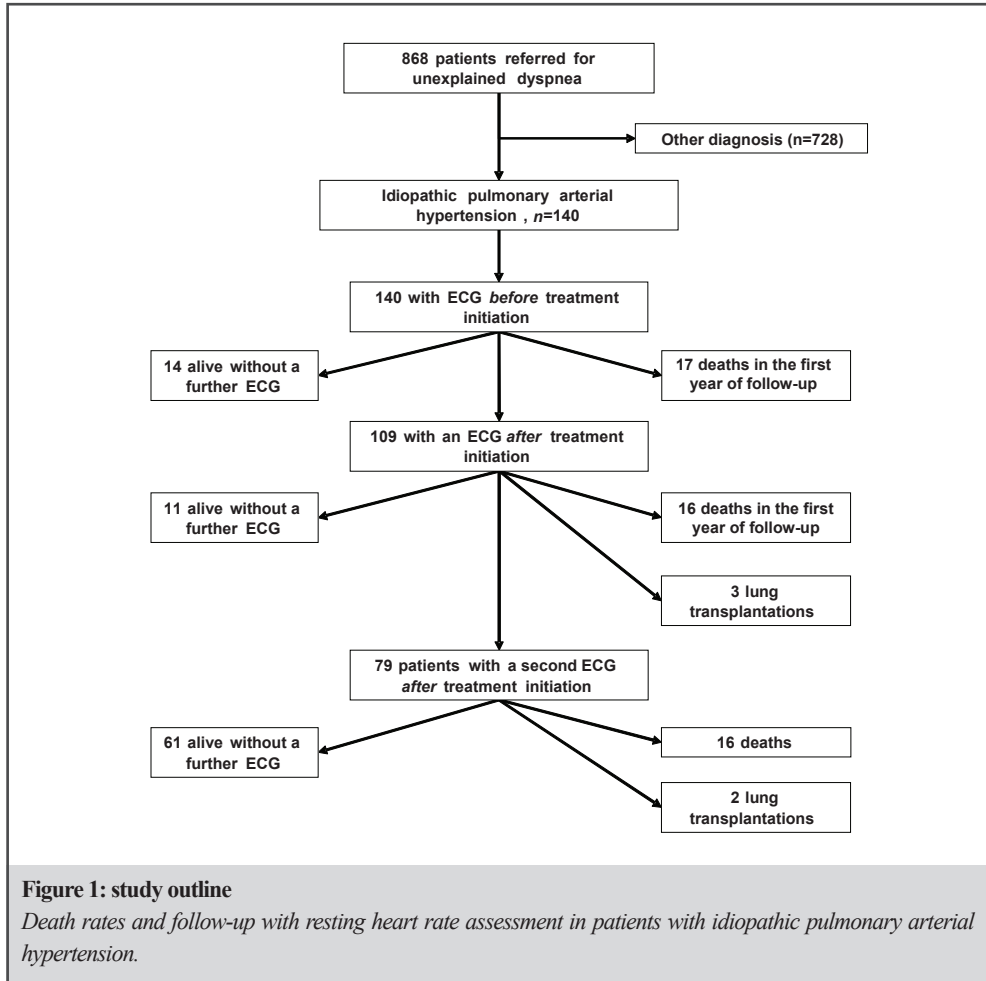 868 patients referred for
unexplained dyspnea
Other diagnosis (n=728)
Idiopathic pulmonary arterial
hypertension , n=140
140 with ECG before treatment
initiation
14 alive without a
further ECG
17 deaths in the first
year of follow-up
109 with an ECG after treatment
initiation
11 alive without a
further ECG
16 deaths in the first
year of follow-up
3 lung
transplantations
79 patients with a second ECG
after treatment initiation
61 alive without a
further ECG
16 deaths
2 lung
transplantations
Figure 1: study outline
Death rates and follow-up with resting heart rate assessment in patients with idiopathic pulmonary arterial
hypertension.